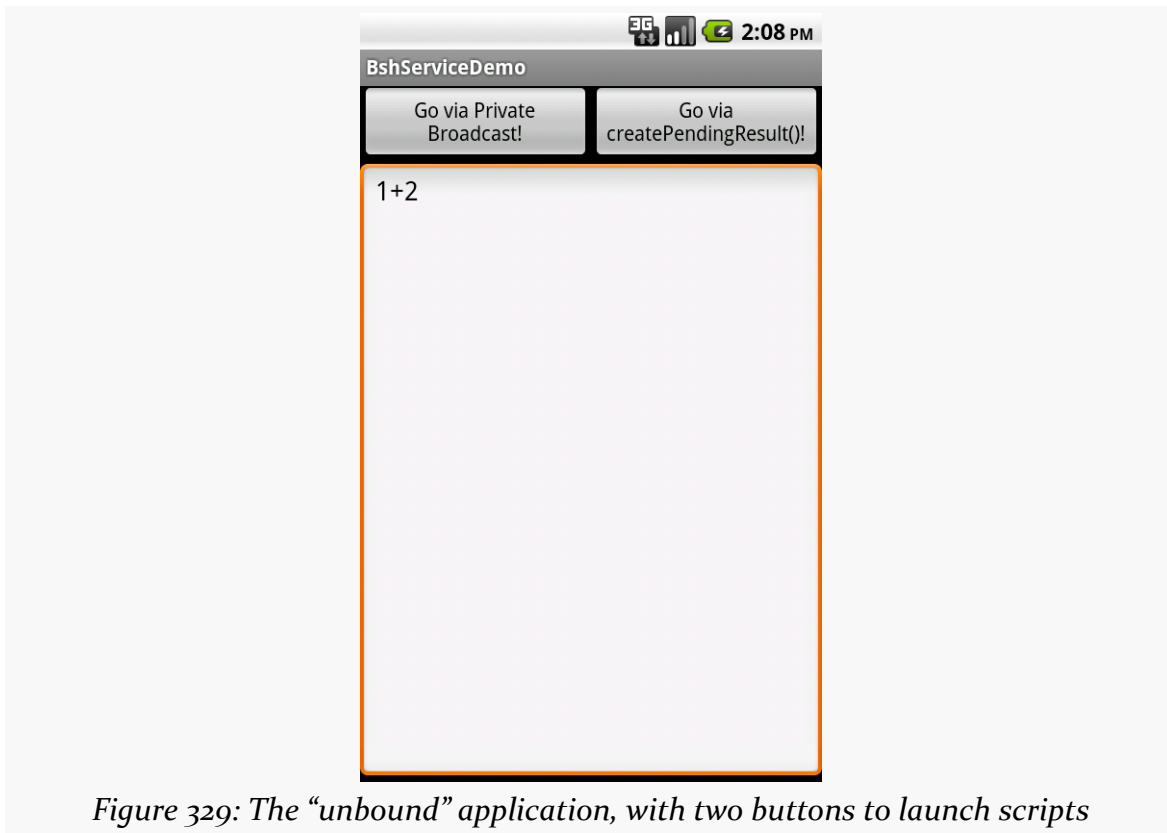 3G 2:08 PM
BshServiceDemo
Go via Private
Broadcast!
Go via
createPendingResult()!
1+2
Figure 329: The “unbound” application, with two buttons to launch scripts